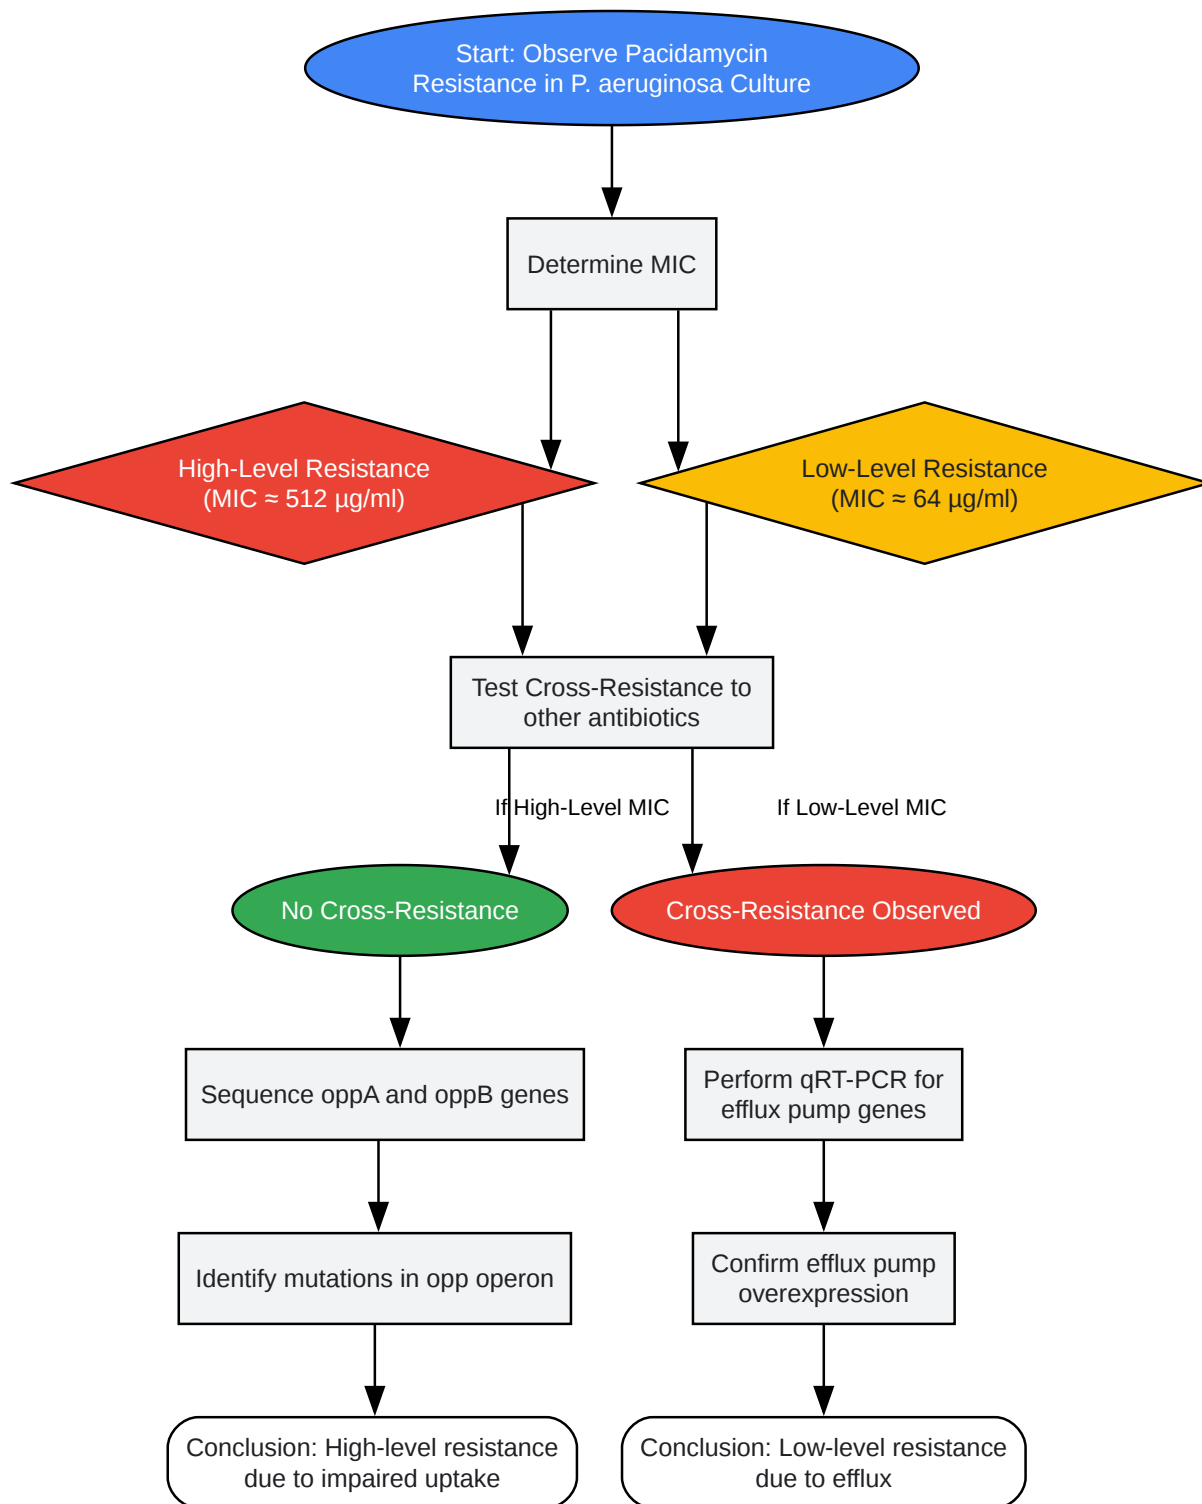 Start: Observe Pacidamycin
Resistance in P. aeruginosa Culture
Determine MIC
High-Level Resistance
(MIC ≈ 512 µg/ml)
Low-Level Resistance
(MIC ≈ 64 µg/ml)
Test Cross-Resistance to
other antibiotics
If High-Level MIC
If Low-Level MIC
No Cross-Resistance
Cross-Resistance Observed
Sequence oppA and oppB genes
Perform qRT-PCR for
efflux pump genes
Identify mutations in opp operon
Confirm efflux pump
overexpression
Conclusion: High-level resistance
due to impaired uptake
Conclusion: Low-level resistance
due to efflux